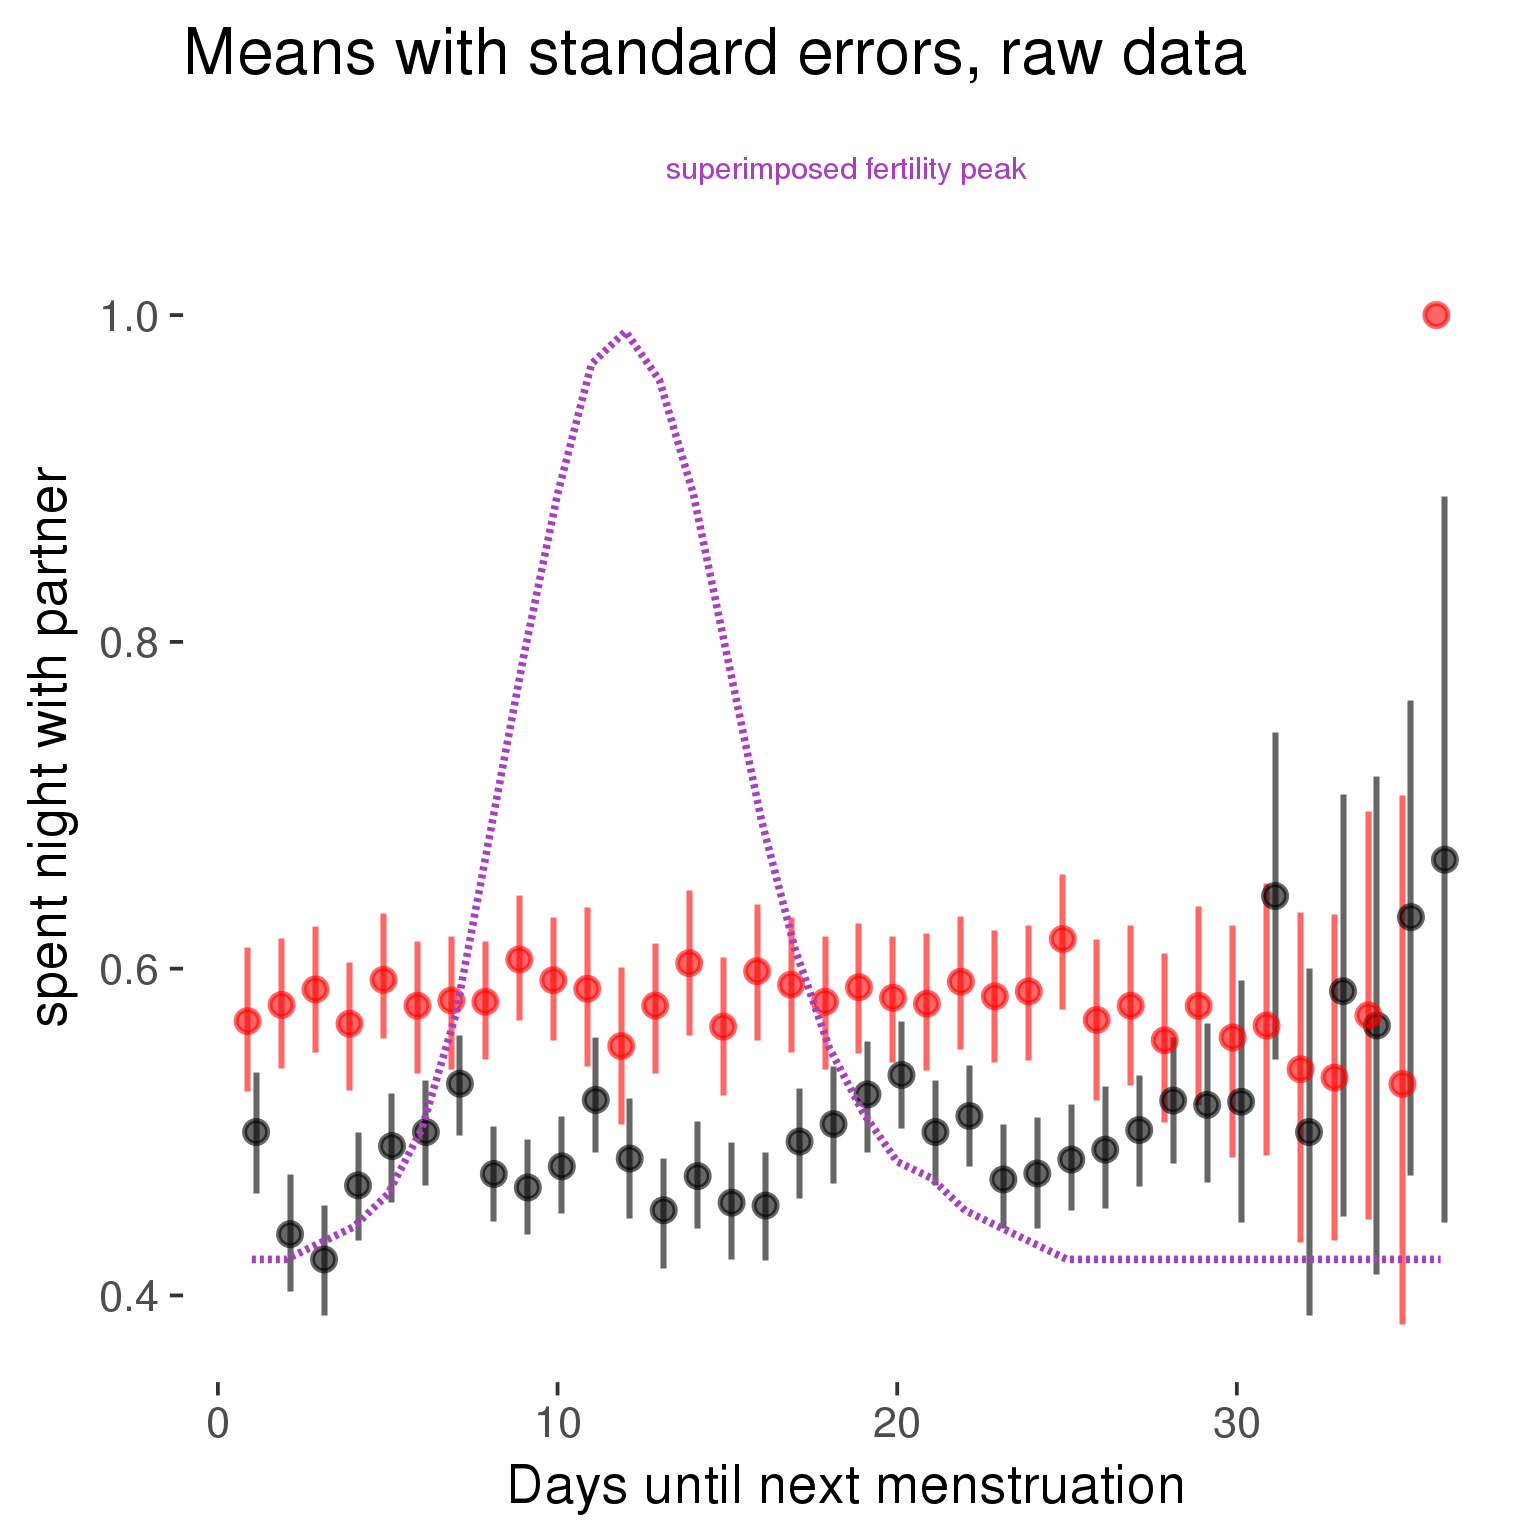 Means with standard errors, raw data
superimposed fertility peak
spent night with partner
1.0
0.8
0.6
0.4
0
10
20
30
Days until next menstruation